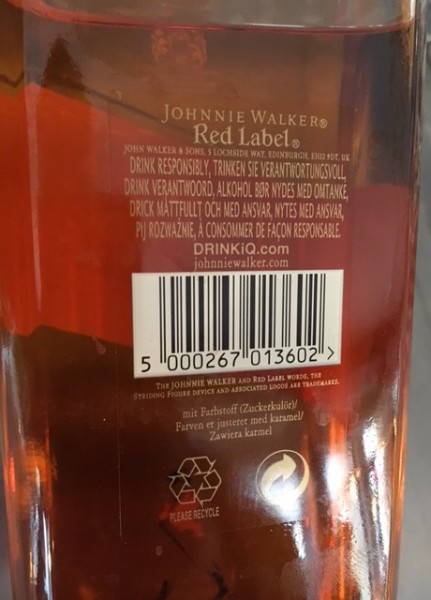 JOHNNIE WALKER®
Red Label®
JOHN WALKER & SONS, 5 LOCHSIDE WAY, EDINBURGH, EH12 9DT, UK
DRINK RESPONSIBLY, TRINKEN SIE VERANTWORTUNGSVOLL,
DRINK VERANTWOORD, ALKOHOL BØR NYDES MED OMTANKE,
DRICK MÅTTFULLT OCH MED ANSVAR, NYTES MED ANSVAR,
PIJ ROZWAŻNIE, À CONSOMMER DE FAÇON RESPONSABLE.
DRINKiQ.com
johnniewalker.com
5 000267 013602 >
THE JOHNNIE WALKER AND RED LABEL WORDS, THE
STRIDING FIGURE DEVICE AND ASSOCIATED LOGOS ARE TRADEMARKS.
mit Farbstoff (Zuckerkulör)/
Farven er justeret med karamel/
Zawiera karmel
PLEASE RECYCLE